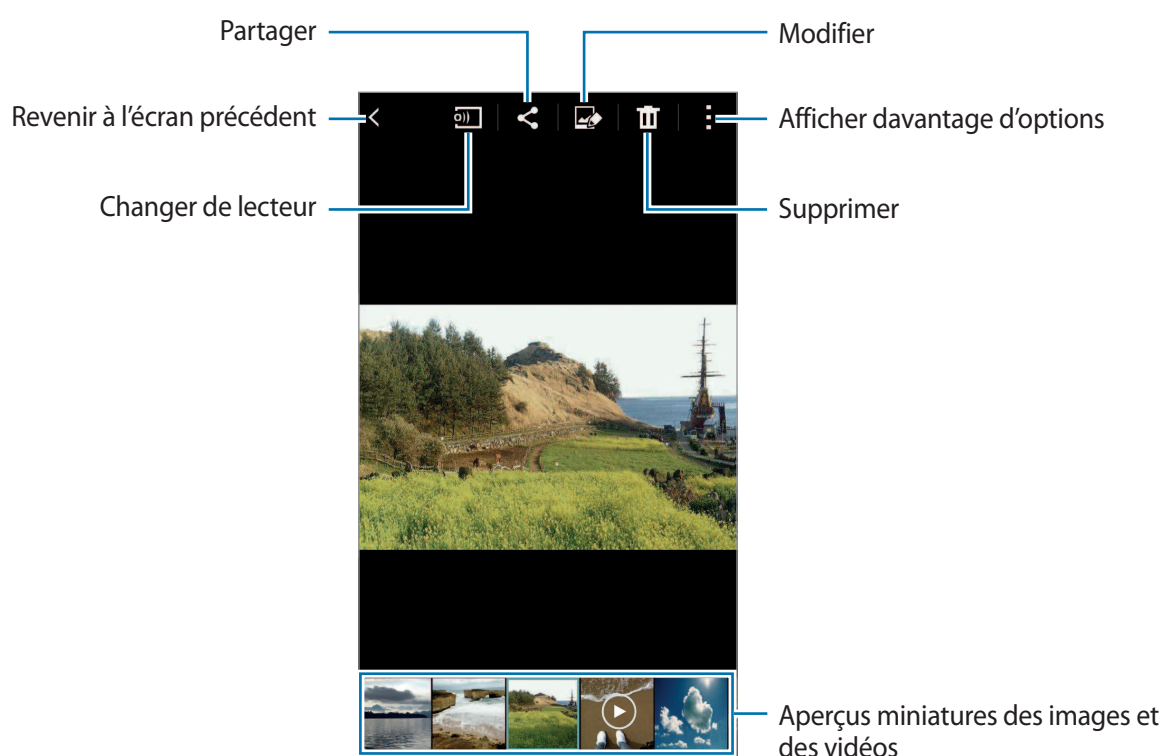 Partager
Modifier
Revenir à l’écran précédent
Afficher davantage d’options
Changer de lecteur
Supprimer
Aperçus miniatures des images et
des vidéos